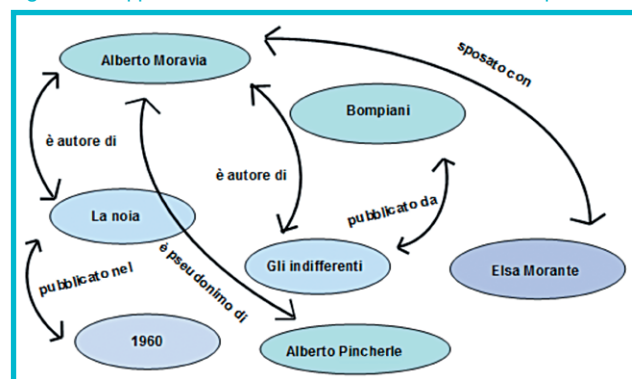 Alberto Moravia
sposato con
Bompiani
è autore di
è autore di
pubblicato da
La noia
Gli indifferenti
Elsa Morante
pubblicato nel
è pseudonimo di
1960
Alberto Pincherle